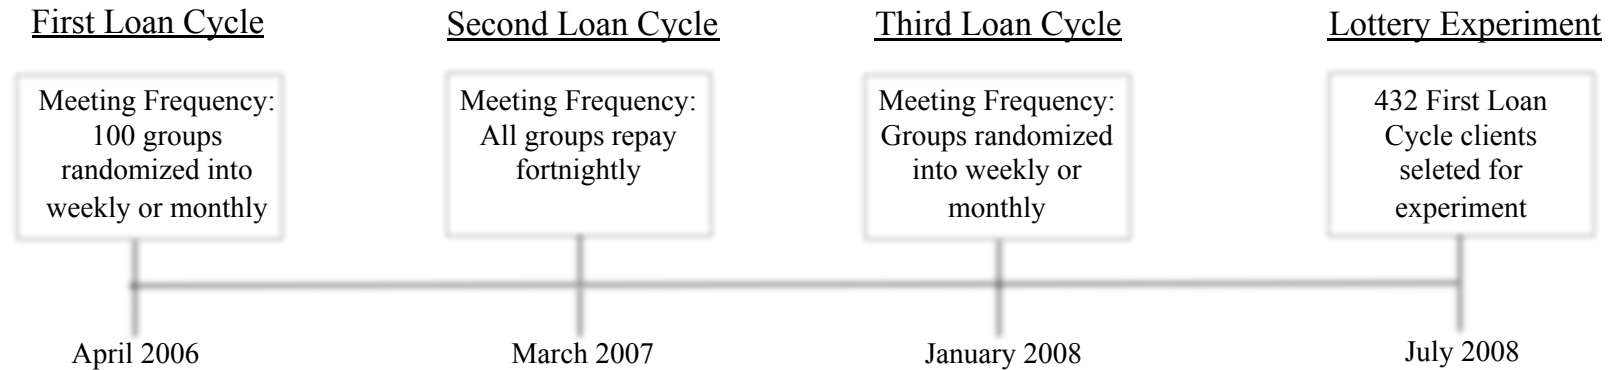 First Loan Cycle
Second Loan Cycle
Third Loan Cycle
Lottery Experiment
Meeting Frequency:
100 groups
randomized into
weekly or monthly
Meeting Frequency:
All groups repay
fortnightly
Meeting Frequency:
Groups randomized
into weekly or
monthly
432 First Loan
Cycle clients
seleted for
experiment
April 2006
March 2007
January 2008
July 2008